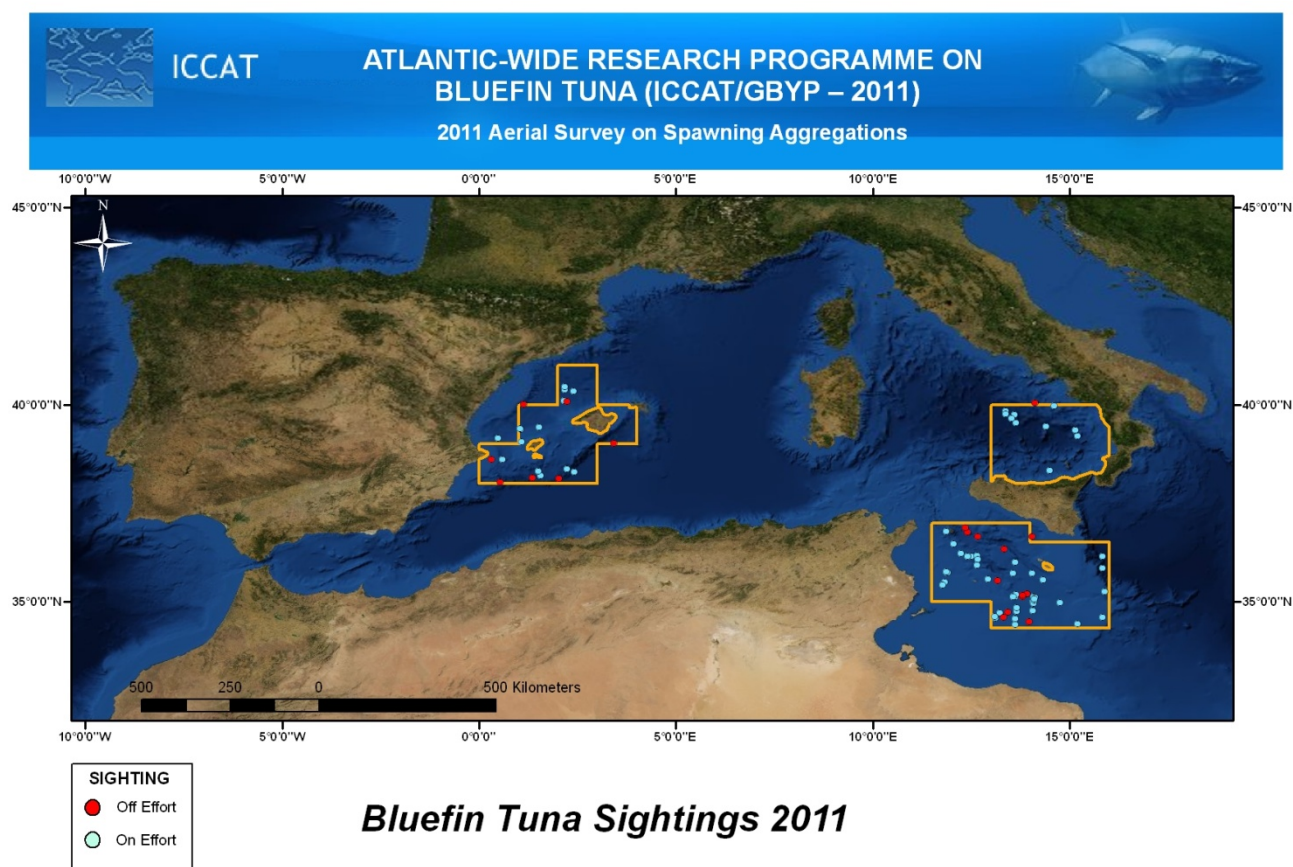 ICCAT
ATLANTIC-WIDE RESEARCH PROGRAMME ON
BLUEFIN TUNA (ICCAT/GBYP – 2011)
2011 Aerial Survey on Spawning Aggregations
10°0'0"W 5°0'0"W 0°0'0" 5°0'0"E 10°0'0"E 15°0'0"E
45°0'0"N 45°0'0"N
N
40°0'0"N 40°0'0"N
35°0'0"N 35°0'0"N
500 250 0 500 Kilometers
10°0'0"W 5°0'0"W 0°0'0" 5°0'0"E 10°0'0"E 15°0'0"E
SIGHTING
Off Effort
On Effort
Bluefin Tuna Sightings 2011